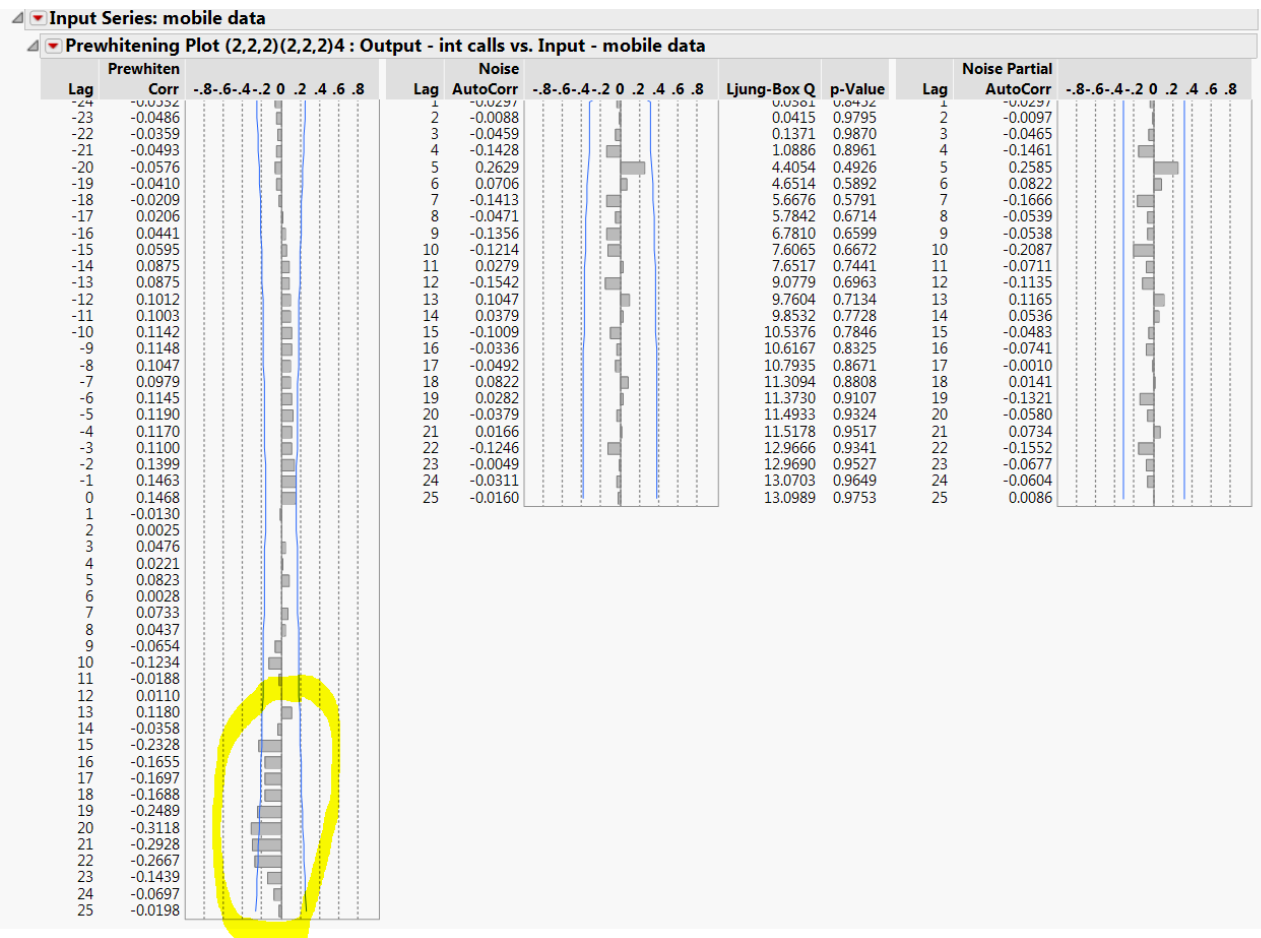 Input Series: mobile data
Prewhitening Plot (2,2,2)(2,2,2)4 : Output - int calls vs. Input - mobile data
Prewhiten Noise Noise Partial
Lag Corr -.8-.6-.4-.2 0 .2 .4 .6 .8 Lag AutoCorr -.8-.6-.4-.2 0 .2 .4 .6 .8 Ljung-Box Q p-Value Lag AutoCorr -.8-.6-.4-.2 0 .2 .4 .6 .8
-24 1 -0.0297 0.0381 0.8452 1 -0.0297
-23 -0.0486 2 -0.0088 0.0415 0.9795 2 -0.0097
-22 -0.0359 3 -0.0459 0.1371 0.9870 3 -0.0465
-21 -0.0493 4 -0.1428 1.0886 0.8961 4 -0.1461
-20 -0.0576 5 0.2629 4.4054 0.4926 5 0.2585
-19 -0.0410 6 0.0706 4.6514 0.5892 6 0.0822
-18 -0.0209 7 -0.1413 5.6676 0.5791 7 -0.1666
-17 0.0206 8 -0.0471 5.7842 0.6714 8 -0.0539
-16 0.0441 9 -0.1356 6.7810 0.6599 9 -0.0538
-15 0.0595 10 -0.1214 7.6065 0.6672 10 -0.2087
-14 0.0875 11 0.0279 7.6517 0.7441 11 -0.0711
-13 0.0875 12 -0.1542 9.0779 0.6963 12 -0.1135
-12 0.1012 13 0.1047 9.7604 0.7134 13 0.1165
-11 0.1003 14 0.0379 9.8532 0.7728 14 0.0536
-10 0.1142 15 -0.1009 10.5376 0.7846 15 -0.0483
-9 0.1148 16 -0.0336 10.6167 0.8325 16 -0.0741
-8 0.1047 17 -0.0492 10.7935 0.8671 17 -0.0010
-7 0.0979 18 0.0822 11.3094 0.8808 18 0.0141
-6 0.1145 19 0.0282 11.3730 0.9107 19 -0.1321
-5 0.1190 20 -0.0379 11.4933 0.9324 20 -0.0580
-4 0.1170 21 0.0166 11.5178 0.9517 21 0.0734
-3 0.1100 22 -0.1246 12.9666 0.9341 22 -0.1552
-2 0.1399 23 -0.0049 12.9690 0.9527 23 -0.0677
-1 0.1463 24 -0.0311 13.0703 0.9649 24 -0.0604
0 0.1468 25 -0.0160 13.0989 0.9753 25 0.0086
1 -0.0130
2 0.0025
3 0.0476
4 0.0221
5 0.0823
6 0.0028
7 0.0733
8 0.0437
9 -0.0654
10 -0.1234
11 -0.0188
12 0.0110
13 0.1180
14 -0.0358
15 -0.2328
16 -0.1655
17 -0.1697
18 -0.1688
19 -0.2489
20 -0.3118
21 -0.2928
22 -0.2667
23 -0.1439
24 -0.0697
25 -0.0198